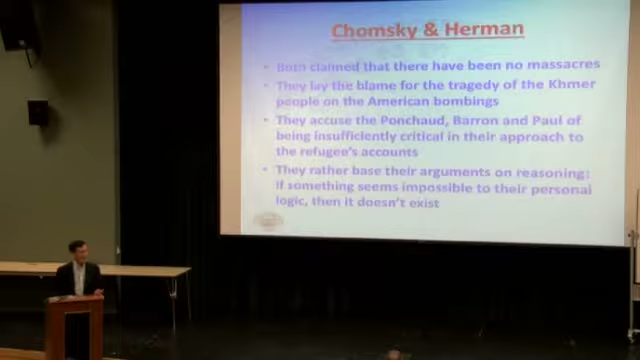 Chomsky & Herman
• Both claimed that there have been no massacres
• They lay the blame for the tragedy of the Khmer
people on the American bombings
• They accuse the Ponchaud, Barron and Paul of
being insufficiently critical in their approach to
the refugee's accounts
• They rather base their arguments on reasoning:
if something seems impossible to their personal
logic, then it doesn't exist